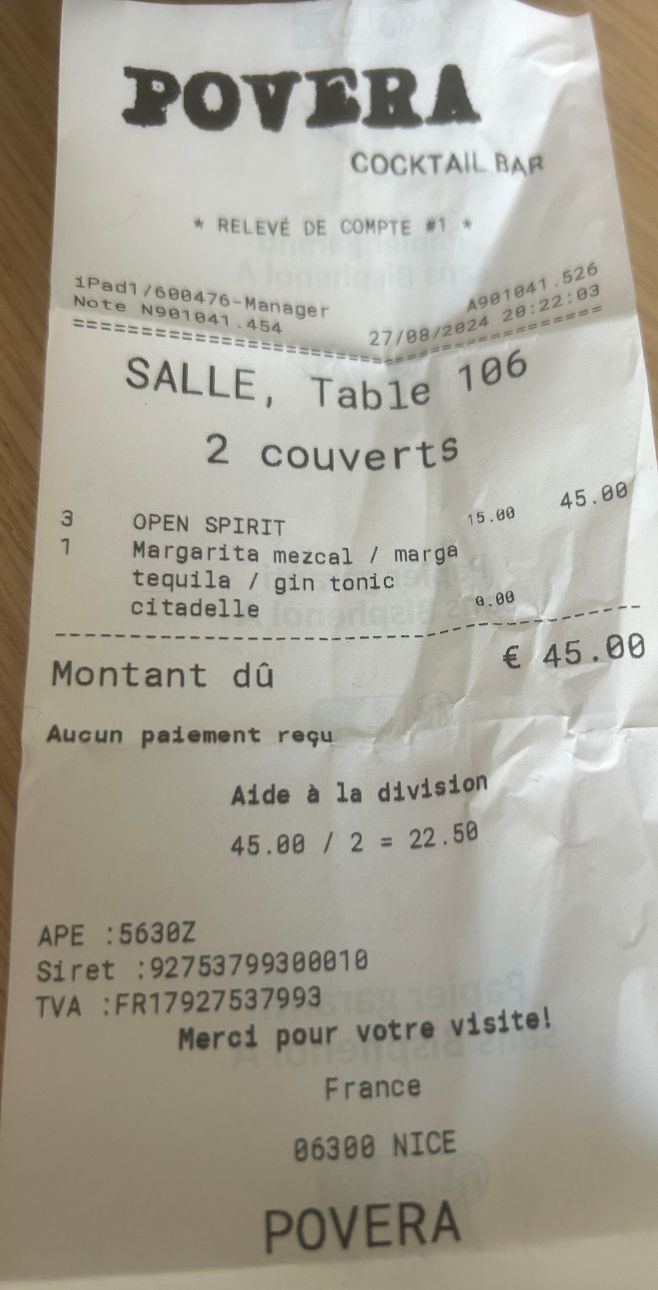 POVERA
COCKTAIL BAR
* RELEVÉ DE COMPTE #1 *
iPad1/600476-Manager A901041.526
Note N901041.454 27/08/2024 20:22:03
==================================================
SALLE, Table 106
2 couverts
3 OPEN SPIRIT 15.00 45.00
1 Margarita mezcal / marga
tequila / gin tonic
citadelle 0.00
--------------------------------------------------
Montant dû € 45.00
Aucun paiement reçu
Aide à la division
45.00 / 2 = 22.50
APE :5630Z
Siret :92753799300010
TVA :FR17927537993
Merci pour votre visite!
France
06300 NICE
POVERA